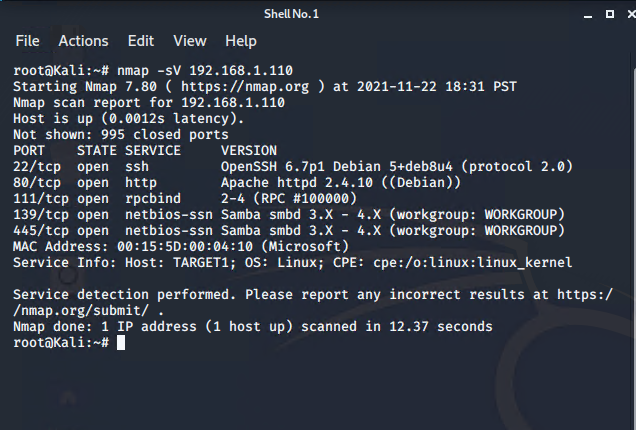 Shell No. 1
File Actions Edit View Help
root@Kali:~# nmap -sV 192.168.1.110
Starting Nmap 7.80 ( https://nmap.org ) at 2021-11-22 18:31 PST
Nmap scan report for 192.168.1.110
Host is up (0.0012s latency).
Not shown: 995 closed ports
PORT    STATE SERVICE     VERSION
22/tcp  open  ssh         OpenSSH 6.7p1 Debian 5+deb8u4 (protocol 2.0)
80/tcp  open  http        Apache httpd 2.4.10 ((Debian))
111/tcp open  rpcbind     2-4 (RPC #100000)
139/tcp open  netbios-ssn Samba smbd 3.X - 4.X (workgroup: WORKGROUP)
445/tcp open  netbios-ssn Samba smbd 3.X - 4.X (workgroup: WORKGROUP)
MAC Address: 00:15:5D:00:04:10 (Microsoft)
Service Info: Host: TARGET1; OS: Linux; CPE: cpe:/o:linux:linux_kernel
Service detection performed. Please report any incorrect results at https:/
/nmap.org/submit/ .
Nmap done: 1 IP address (1 host up) scanned in 12.37 seconds
root@Kali:~#